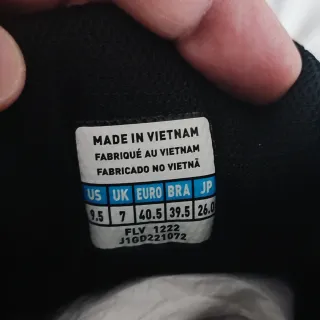 MADE IN VIETNAM
FABRIQUÉ AU VIETNAM
FABRICADO NO VIETNÃ
US UK EURO BRA JP
9.5 7 40.5 39.5 26.0
FLV 1222
J1GD221072